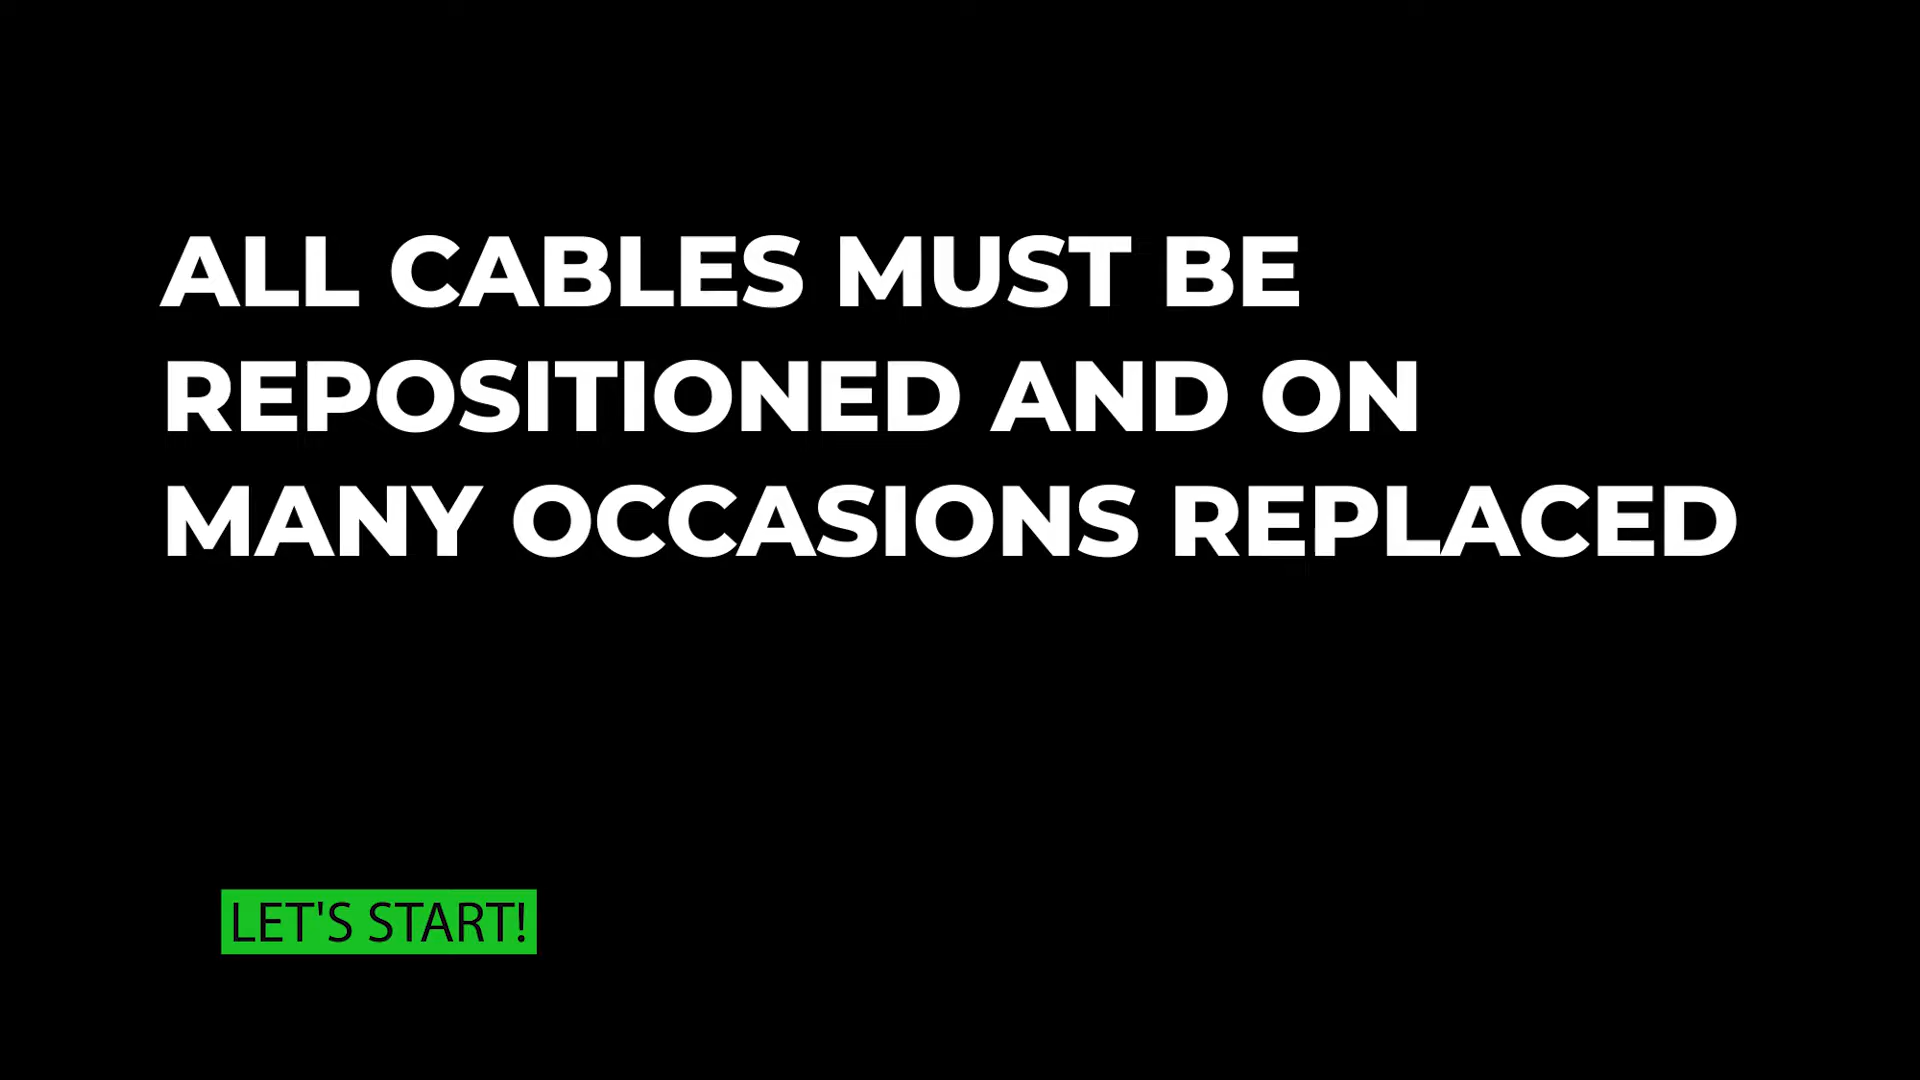 ALL CABLES MUST BE
REPOSITIONED AND ON
MANY OCCASIONS REPLACED
LET'S START!